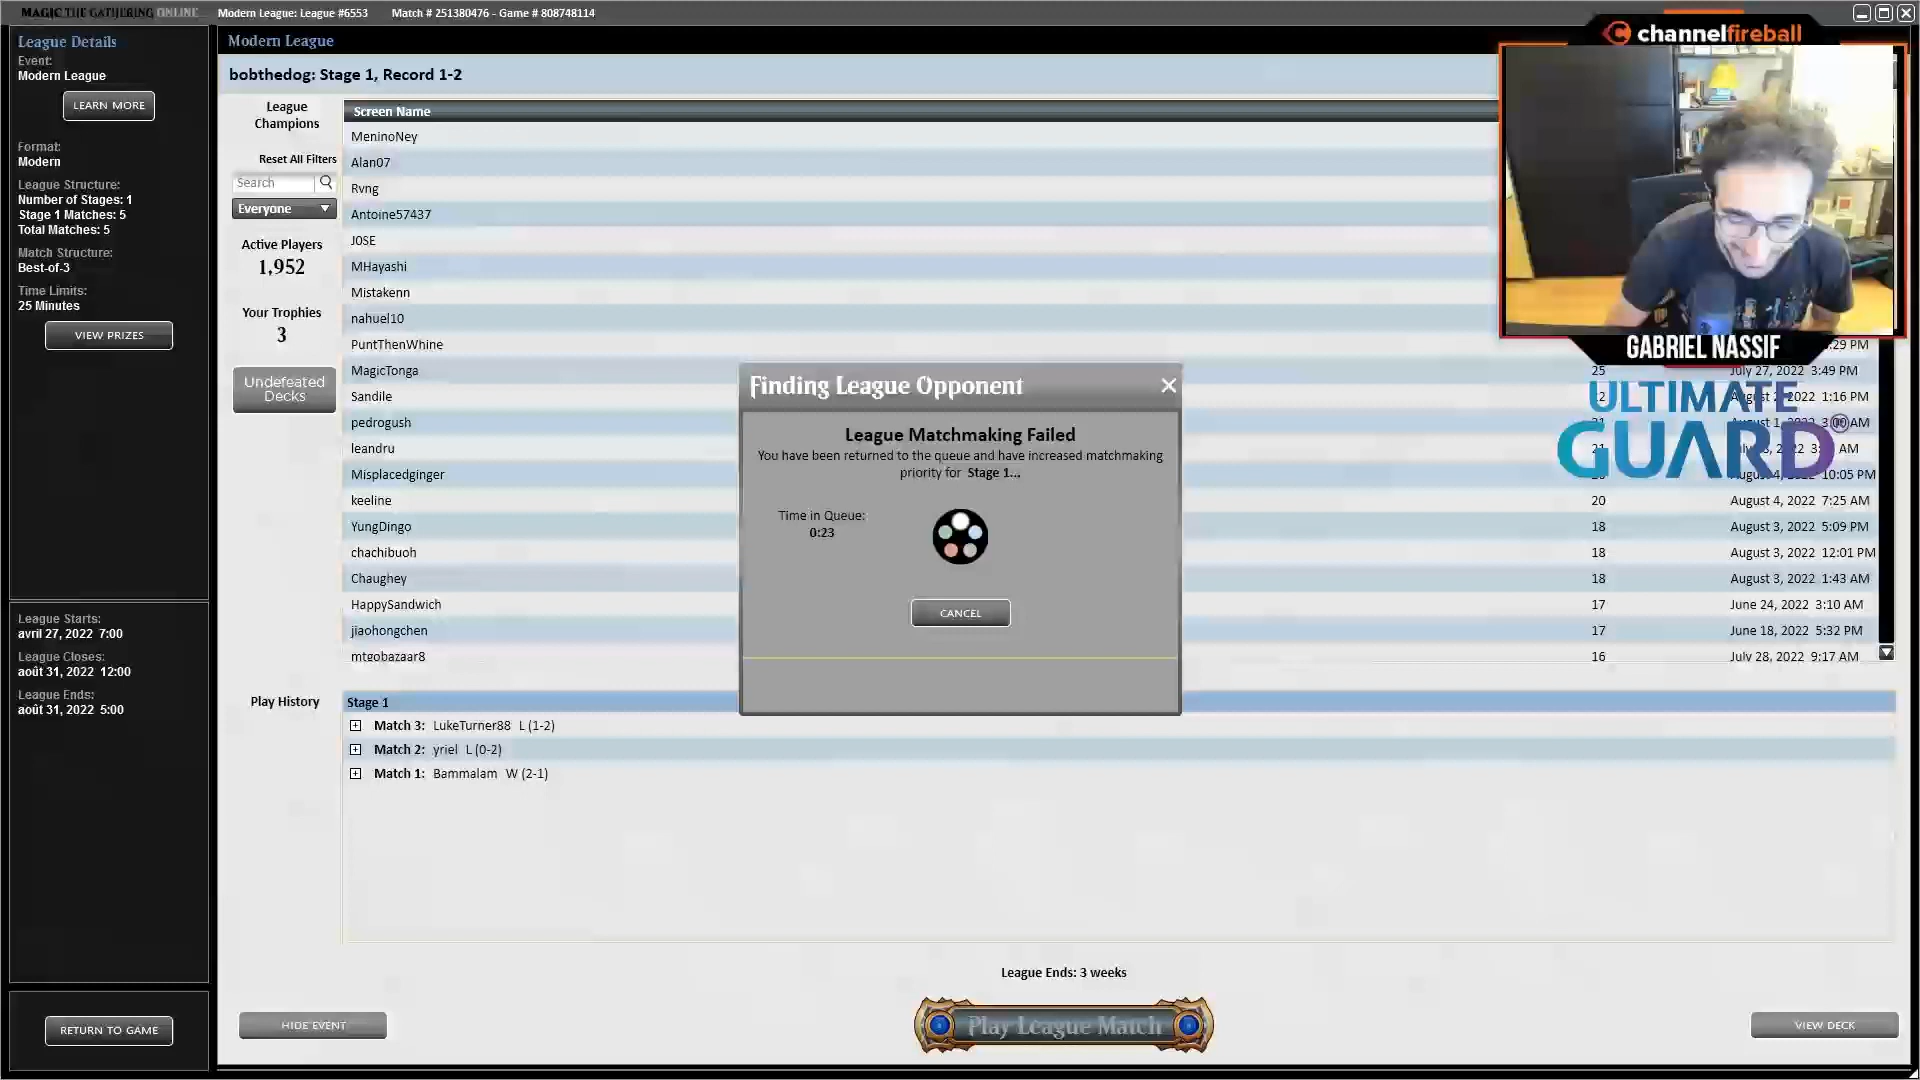 MAGIC THE GATHERING ONLINE
Modern League: League #6553 Match # 251380476 - Game # 808748114
League Details
Event:
Modern League
LEARN MORE
Format:
Modern
League Structure:
Number of Stages: 1
Stage 1 Matches: 5
Total Matches: 5
Match Structure:
Best-of-3
Time Limits:
25 Minutes
VIEW PRIZES
League Starts:
avril 27, 2022 7:00
League Closes:
août 31, 2022 12:00
League Ends:
août 31, 2022 5:00
RETURN TO GAME
Modern League
bobthedog: Stage 1, Record 1-2
League
Champions
Reset All Filters
Search
Everyone
Active Players
1,952
Your Trophies
3
Undefeated
Decks
Screen Name
MeninoNey
Alan07
Rvng
Antoine57437
J0SE
MHayashi
Mistakenn
nahuel10
PuntThenWhine :29 PM
MagicTonga 25 July 27, 2022 3:49 PM
Sandile 2022 1:16 PM
pedrogush AM
leandru AM
Misplacedginger 10:05 PM
keeline 20 August 4, 2022 7:25 AM
YungDingo 18 August 3, 2022 5:09 PM
chachibuoh 18 August 3, 2022 12:01 PM
Chaughey 18 August 3, 2022 1:43 AM
HappySandwich 17 June 24, 2022 3:10 AM
jiaohongchen 17 June 18, 2022 5:32 PM
mtgobazaar8 16 July 28, 2022 9:17 AM
channelfireball
GABRIEL NASSIF
ULTIMATE
GUARD®
Finding League Opponent
League Matchmaking Failed
You have been returned to the queue and have increased matchmaking
priority for Stage 1...
Time in Queue:
0:23
CANCEL
Play History
Stage 1
Match 3: LukeTurner88 L (1-2)
Match 2: yriel L (0-2)
Match 1: Bammalam W (2-1)
League Ends: 3 weeks
HIDE EVENT
Play League Match
VIEW DECK